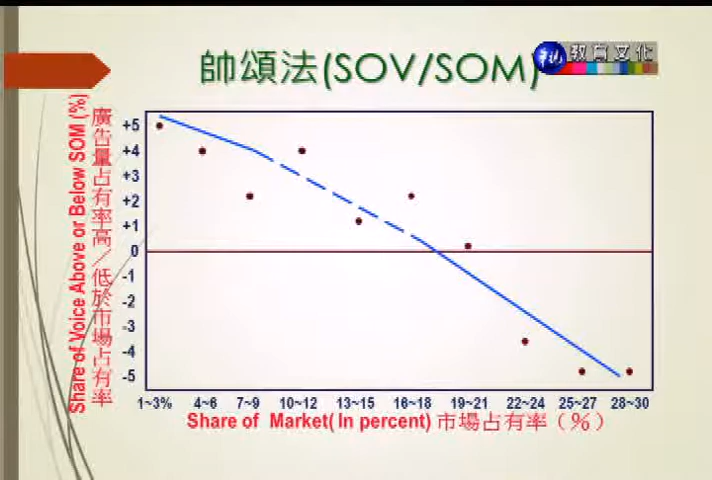 帥頌法(SOV/SOM)
華視 教育文化
Share of Voice Above or Below SOM (%)
廣告量占有率高／低於市場占有率
+5
+4
+3
+2
+1
0
-1
-2
-3
-4
-5
1~3% 4~6 7~9 10~12 13~15 16~18 19~21 22~24 25~27 28~30
Share of Market(In percent) 市場占有率（%）